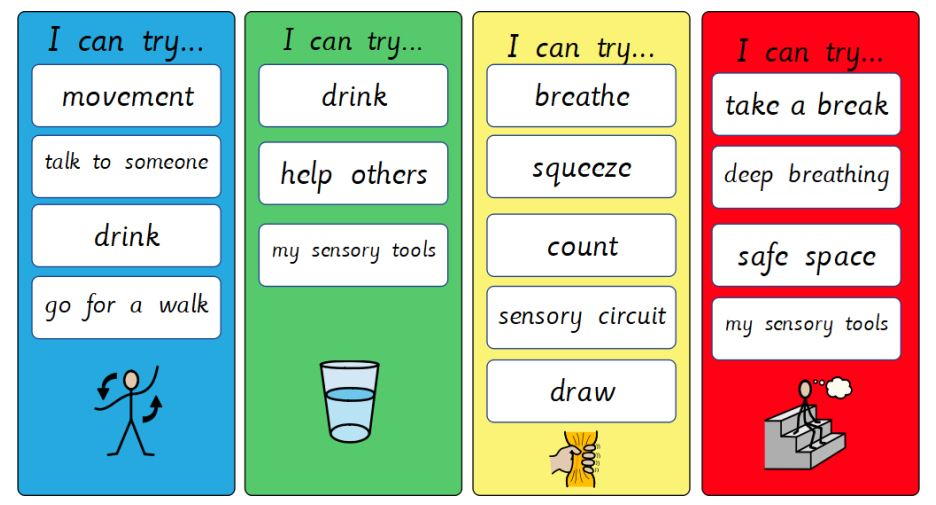 I can try...
movement
talk to someone
drink
go for a walk
I can try...
drink
help others
my sensory tools
I can try...
breathe
squeeze
count
sensory circuit
draw
I can try...
take a break
deep breathing
safe space
my sensory tools